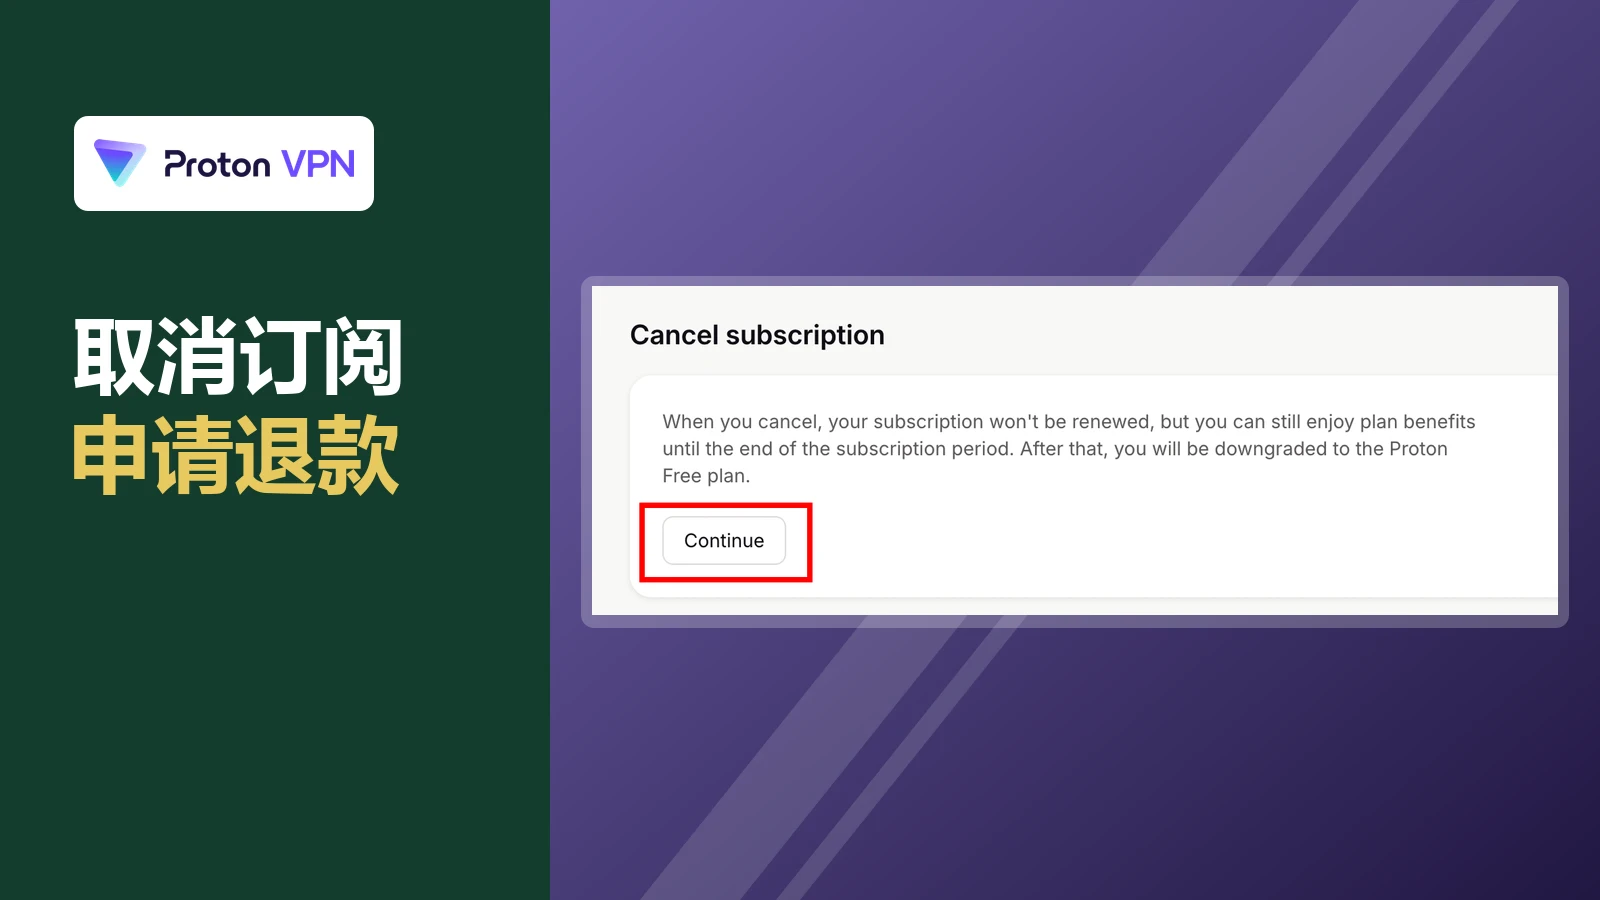 Proton VPN
取消订阅
申请退款
Cancel subscription
When you cancel, your subscription won't be renewed, but you can still enjoy plan benefits
until the end of the subscription period. After that, you will be downgraded to the Proton
Free plan.
Continue